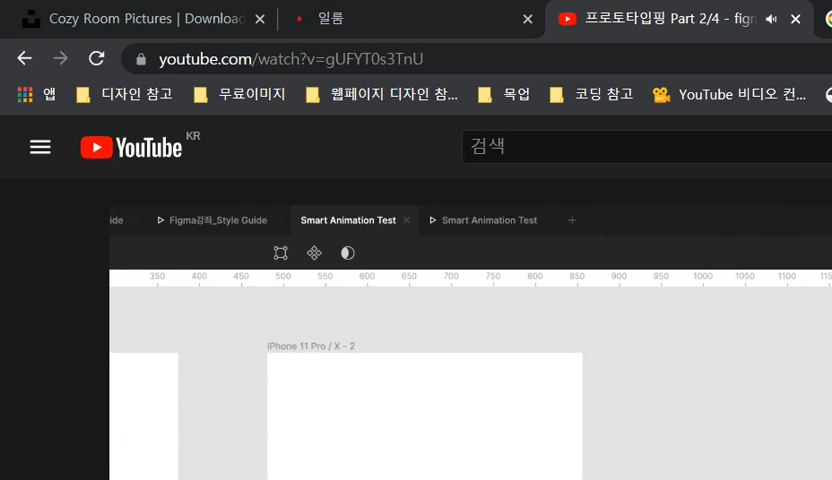 Cozy Room Pictures | Download
일룸
프로토타입핑 Part 2/4 - figm
youtube.com/watch?v=gUFYT0s3TnU
앱 디자인 참고 무료이미지 웹페이지 디자인 참... 목업 코딩 참고 YouTube 비디오 컨...
YouTube KR
검색
ide Figma강좌_Style Guide Smart Animation Test Smart Animation Test
350 400 450 500 550 600 650 700 750 800 850 900 950 1000 1050 1100 115
iPhone 11 Pro / X - 2